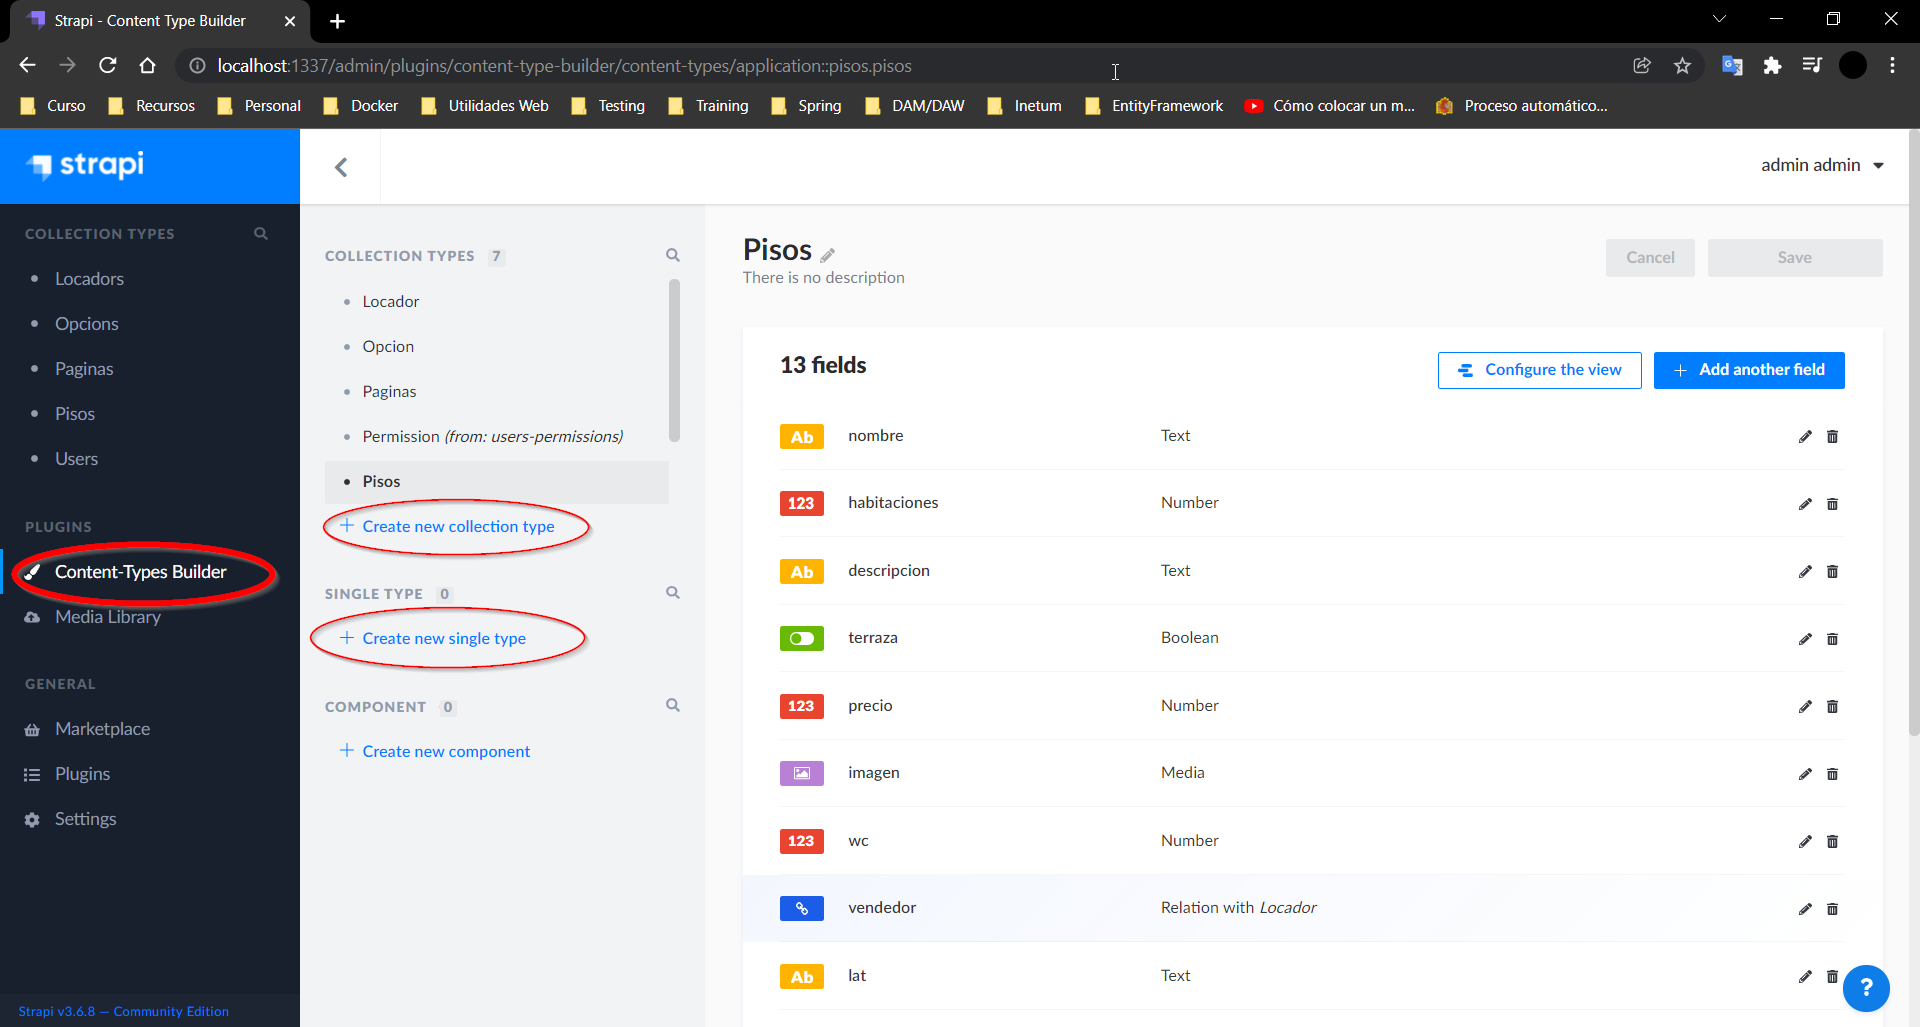 Strapi - Content Type Builder
localhost:1337/admin/plugins/content-type-builder/content-types/application::pisos.pisos
Curso Recursos Personal Docker Utilidades Web Testing Training Spring DAM/DAW Inetum EntityFramework Cómo colocar un m... Proceso automático...
strapi
admin admin
COLLECTION TYPES
Locadors
Opcions
Paginas
Pisos
Users
PLUGINS
Content-Types Builder
Media Library
GENERAL
Marketplace
Plugins
Settings
Strapi v3.6.8 — Community Edition
COLLECTION TYPES 7
Locador
Opcion
Paginas
Permission (from: users-permissions)
Pisos
+ Create new collection type
SINGLE TYPE 0
+ Create new single type
COMPONENT 0
+ Create new component
Pisos
There is no description
Cancel Save
13 fields
Configure the view
+ Add another field
Ab nombre Text
123 habitaciones Number
Ab descripcion Text
terraza Boolean
123 precio Number
imagen Media
123 wc Number
vendedor Relation with Locador
Ab lat Text
?